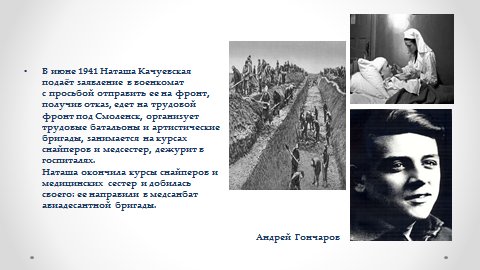 • В июне 1941 Наташа Качуевская
подаёт заявление в военкомат
с просьбой отправить ее на фронт,
получив отказ, едет на трудовой
фронт под Смоленск, организует
трудовые батальоны и артистические
бригады, занимается на курсах
снайперов и медсестер, дежурит в
госпиталях.
Наташа окончила курсы снайперов и
медицинских сестер и добилась
своего: ее направили в медсанбат
авиадесантной бригады.
Андрей Гончаров